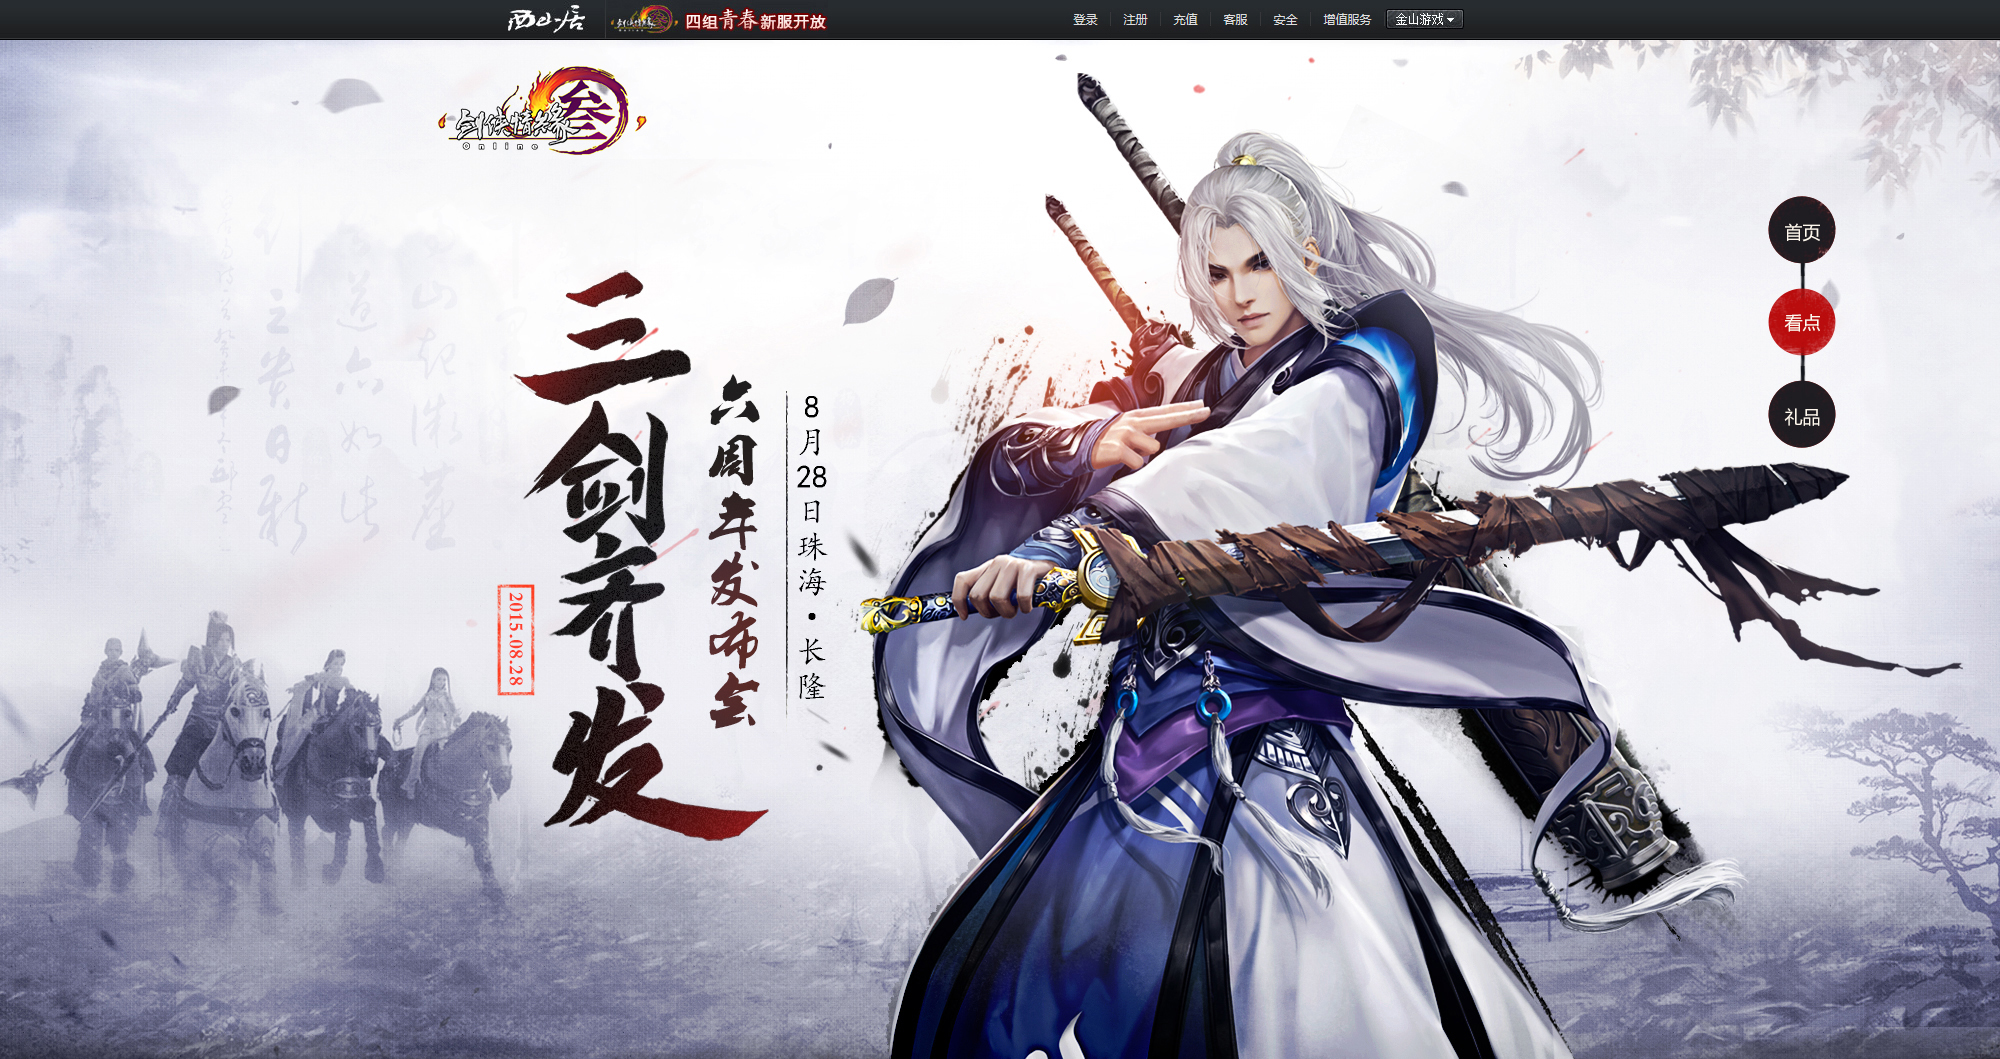 西山居
剑侠情缘叁
四组青春新服开放
登录
注册
充值
客服
安全
增值服务
金山游戏
剑侠情缘叁
Online
首页
看点
礼品
三剑齐发
六周年发布会
8月28日珠海·长隆
2015.08.28